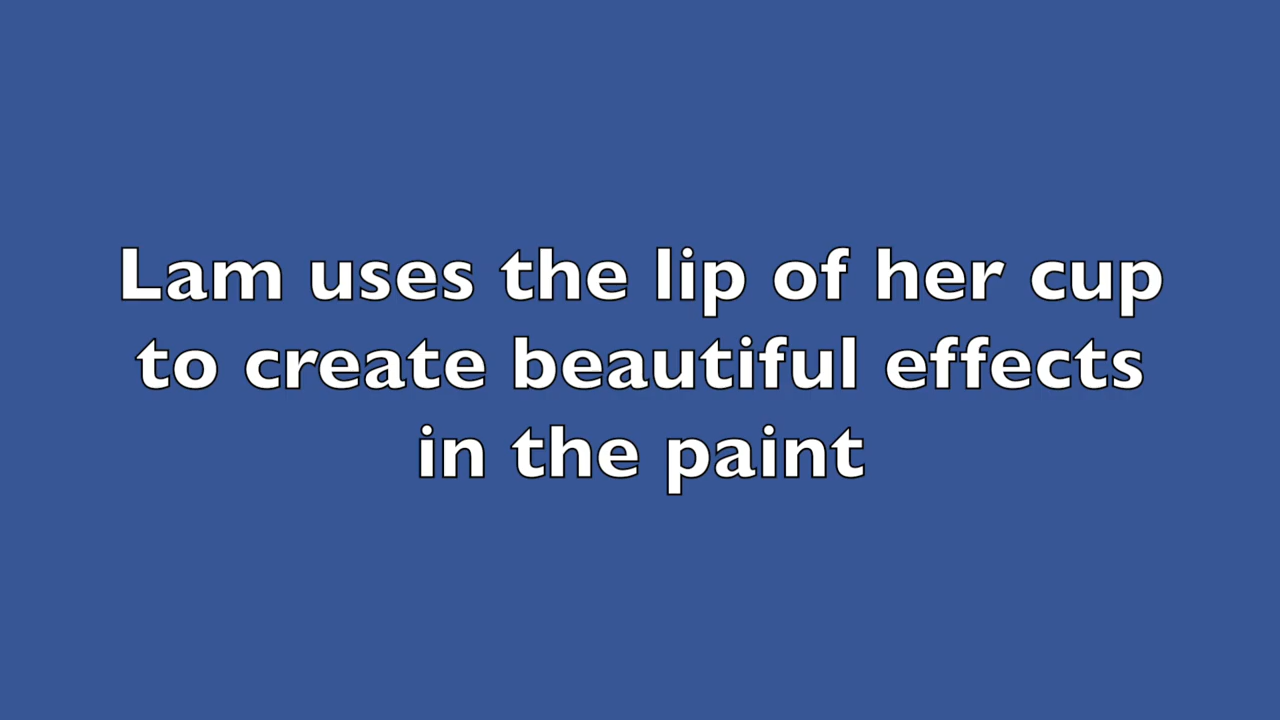 Lam uses the lip of her cup
to create beautiful effects
in the paint